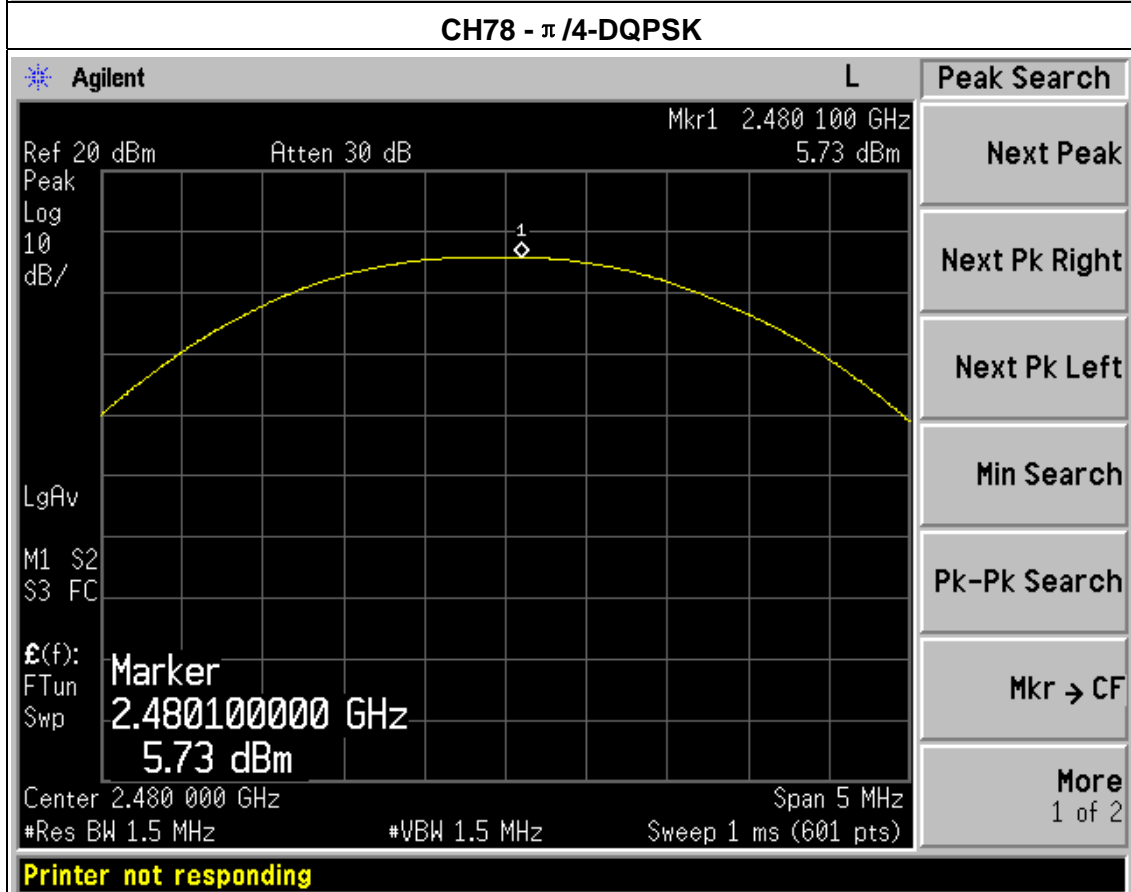 CH78 - π/4-DQPSK
Agilent L Peak Search
Mkr1 2.480 100 GHz
Ref 20 dBm Atten 30 dB 5.73 dBm
Peak
Log
10
dB/
1
LgAv
M1 S2
S3 FC
£(f):
FTun
Swp
Marker
2.480100000 GHz
5.73 dBm
Center 2.480 000 GHz Span 5 MHz
#Res BW 1.5 MHz #VBW 1.5 MHz Sweep 1 ms (601 pts)
Next Peak
Next Pk Right
Next Pk Left
Min Search
Pk-Pk Search
Mkr → CF
More
1 of 2
Printer not responding